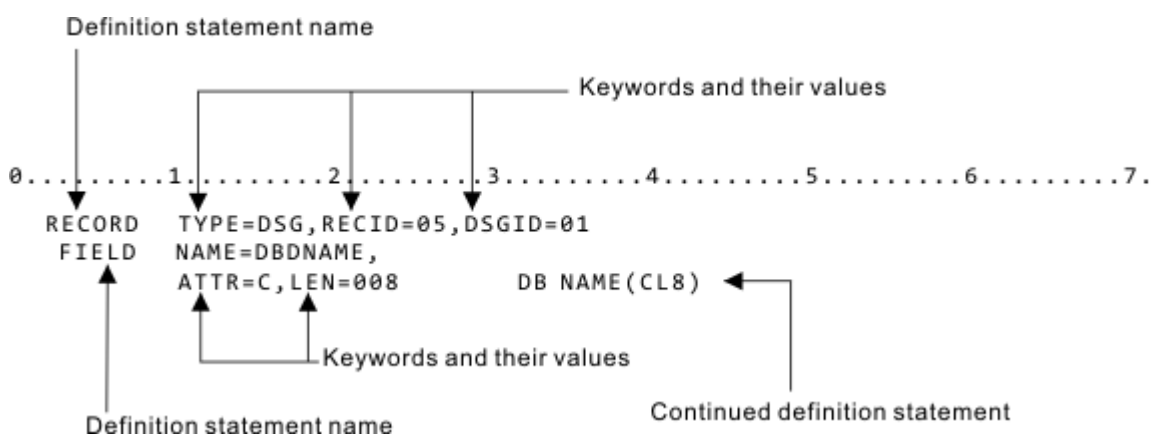 Definition statement name
Keywords and their values
0.........1.........2.........3.........4.........5.........6.........7.
RECORD TYPE=DSG,RECID=05,DSGID=01
FIELD NAME=DBDNAME,
ATTR=C,LEN=008 DB NAME(CL8)
Keywords and their values
Continued definition statement
Definition statement name